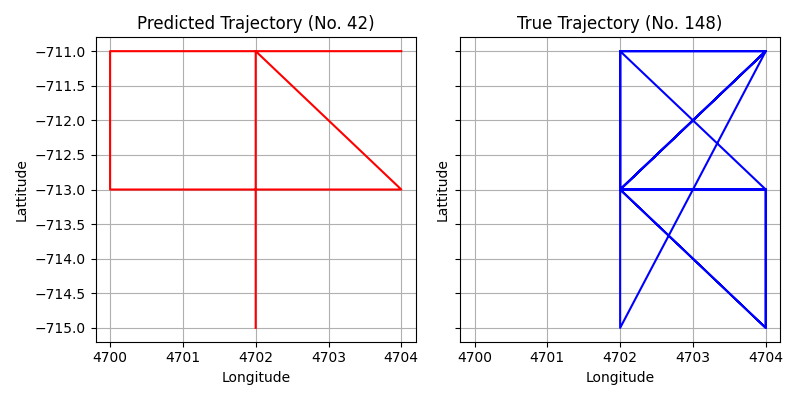 Predicted Trajectory (No. 42)
True Trajectory (No. 148)
Lattitude
−711.0
−711.5
−712.0
−712.5
−713.0
−713.5
−714.0
−714.5
−715.0
4700 4701 4702 4703 4704
Longitude
Lattitude
4700 4701 4702 4703 4704
Longitude